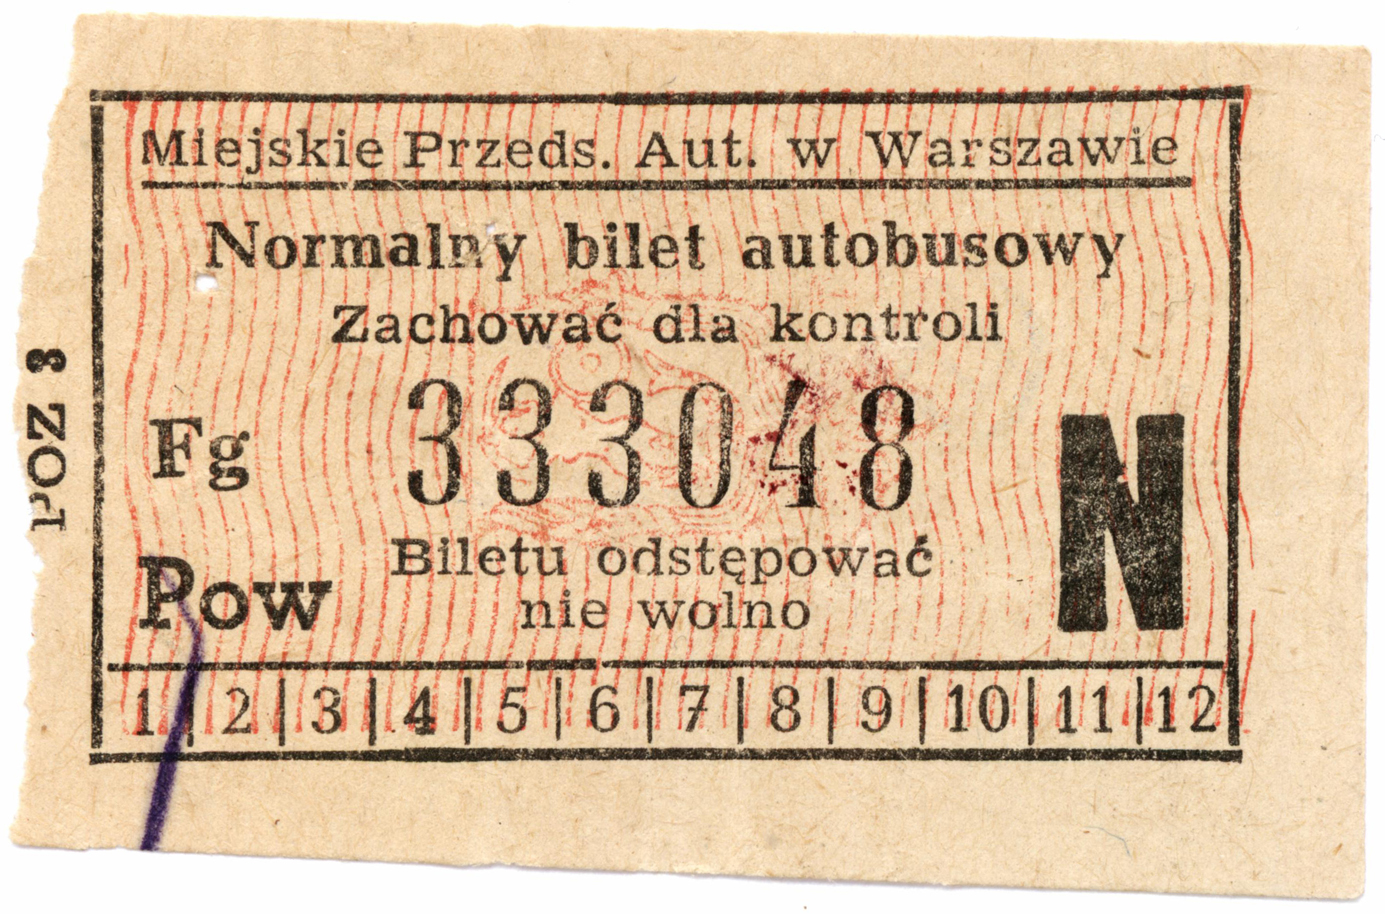 Miejskie Przeds. Aut. w Warszawie
Normalny bilet autobusowy
Zachować dla kontroli
Fg 333048 N
Biletu odstępować
nie wolno
Pow
1|2|3|4|5|6|7|8|9|10|11|12
POZ 3